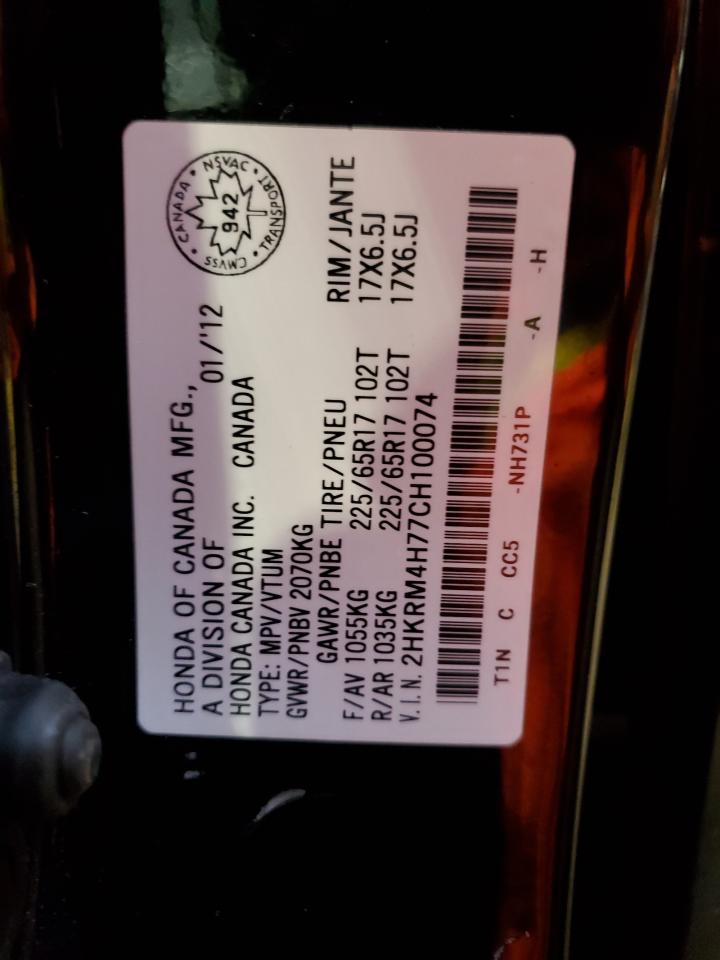 HONDA OF CANADA MFG.,
A DIVISION OF 01/'12
HONDA CANADA INC. CANADA
CANADA • NSVAC • TRANSPORT • CMVSS •
942
TYPE: MPV/VTUM
GVWR/PNBV 2070KG
GAWR/PNBE TIRE/PNEU RIM/JANTE
F/AV 1055KG 225/65R17 102T 17X6.5J
R/AR 1035KG 225/65R17 102T 17X6.5J
V.I.N. 2HKRM4H77CH100074
T1N C CC5 -NH731P -A -H